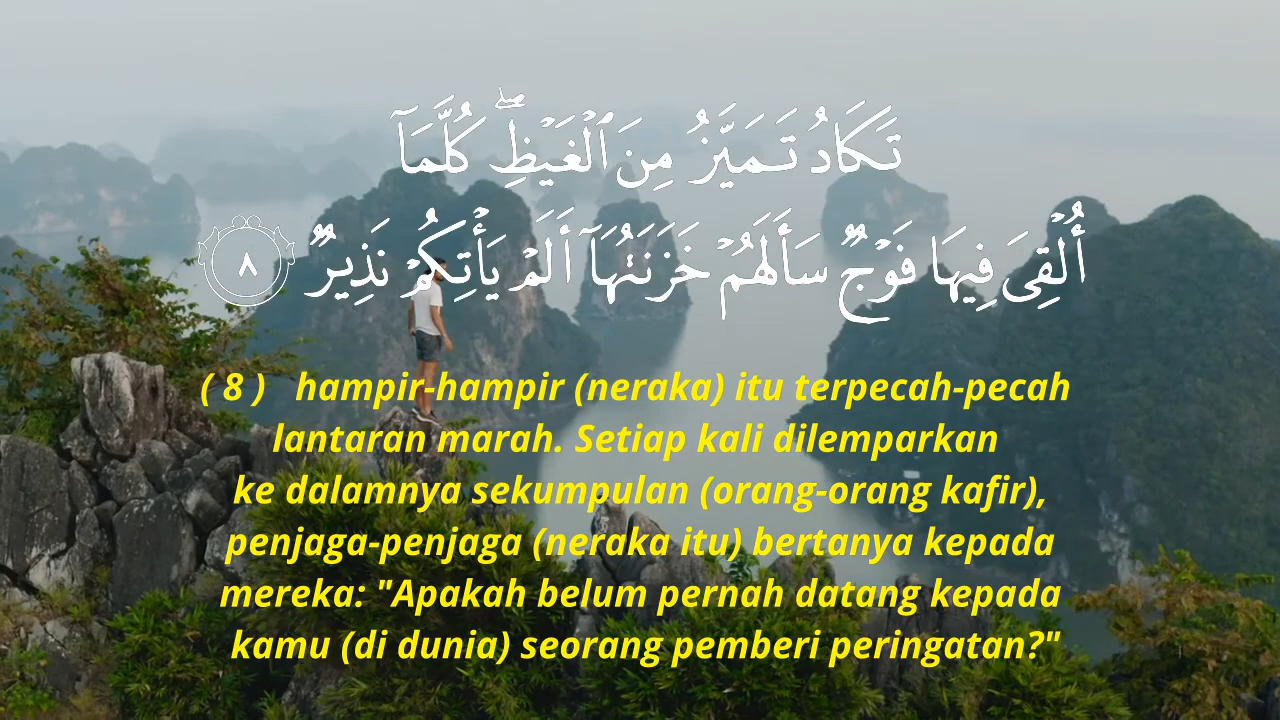 تَكَادُ تَمَيَّزُ مِنَ ٱلْغَيْظِ ۖ كُلَّمَآ
أُلْقِىَ فِيهَا فَوْجٌ سَأَلَهُمْ خَزَنَتُهَآ أَلَمْ يَأْتِكُمْ نَذِيرٌ ٨
( 8 ) hampir-hampir (neraka) itu terpecah-pecah
lantaran marah. Setiap kali dilemparkan
ke dalamnya sekumpulan (orang-orang kafir),
penjaga-penjaga (neraka itu) bertanya kepada
mereka: "Apakah belum pernah datang kepada
kamu (di dunia) seorang pemberi peringatan?"